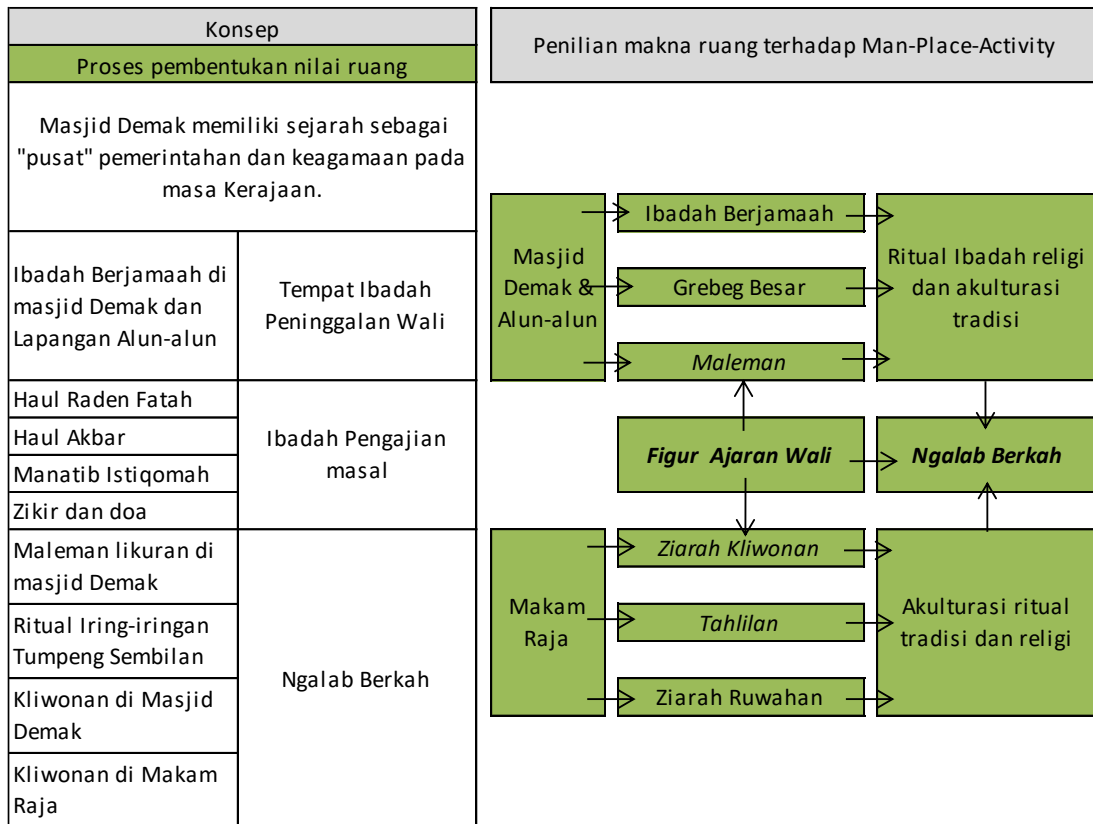 Konsep
Proses pembentukan nilai ruang
Masjid Demak memiliki sejarah sebagai
"pusat" pemerintahan dan keagamaan pada
masa Kerajaan.
Ibadah Berjamaah di
masjid Demak dan
Lapangan Alun-alun
Tempat Ibadah
Peninggalan Wali
Haul Raden Fatah
Haul Akbar
Manatib Istiqomah
Zikir dan doa
Ibadah Pengajian
masal
Maleman likuran di
masjid Demak
Ritual Iring-iringan
Tumpeng Sembilan
Kliwonan di Masjid
Demak
Kliwonan di Makam
Raja
Ngalab Berkah
Penilian makna ruang terhadap Man-Place-Activity
Masjid
Demak &
Alun-alun
Ibadah Berjamaah
Grebeg Besar
Maleman
Ritual Ibadah religi
dan akulturasi
tradisi
Figur Ajaran Wali
Ngalab Berkah
Makam
Raja
Ziarah Kliwonan
Tahlilan
Ziarah Ruwahan
Akulturasi ritual
tradisi dan religi